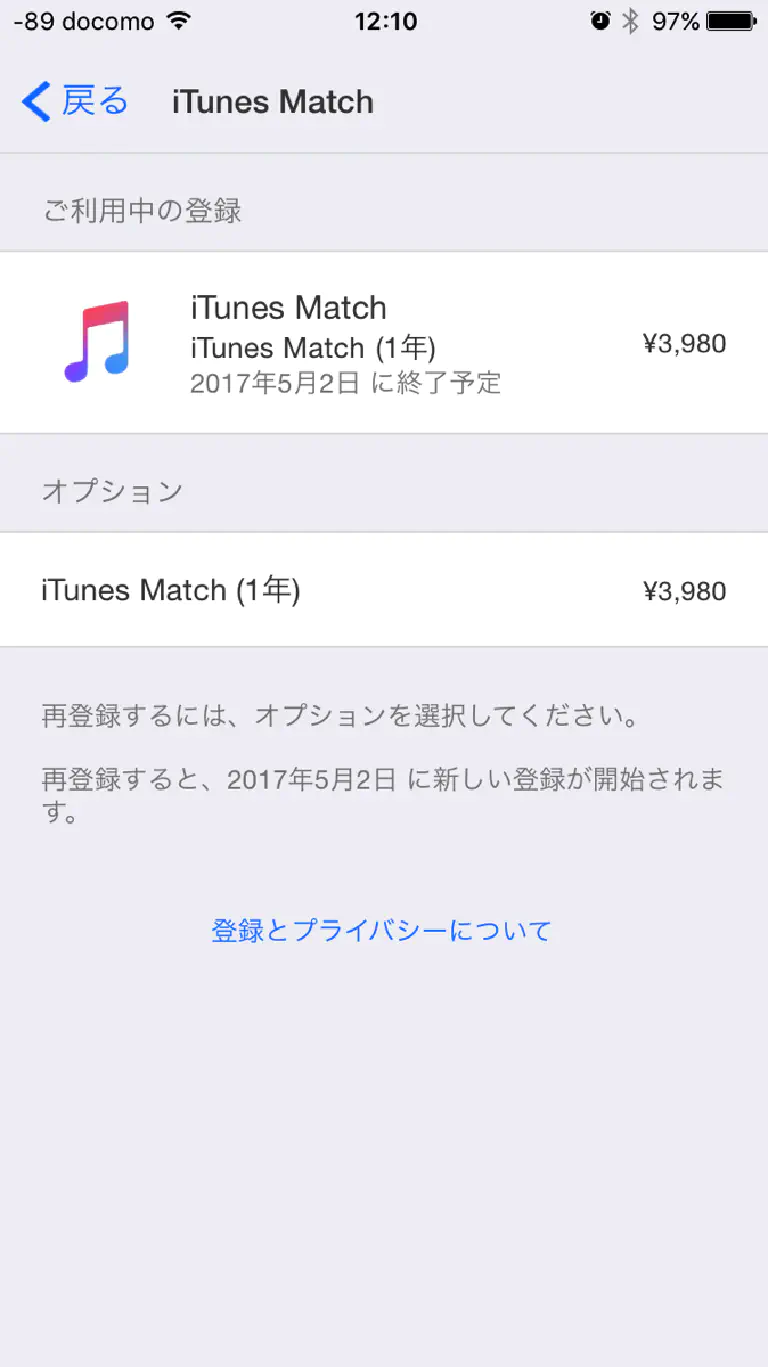 -89 docomo 12:10 97%
戻る iTunes Match
ご利用中の登録
iTunes Match
iTunes Match (1年) ¥3,980
2017年5月2日 に終了予定
オプション
iTunes Match (1年) ¥3,980
再登録するには、オプションを選択してください。
再登録すると、2017年5月2日 に新しい登録が開始されま
す。
登録とプライバシーについて